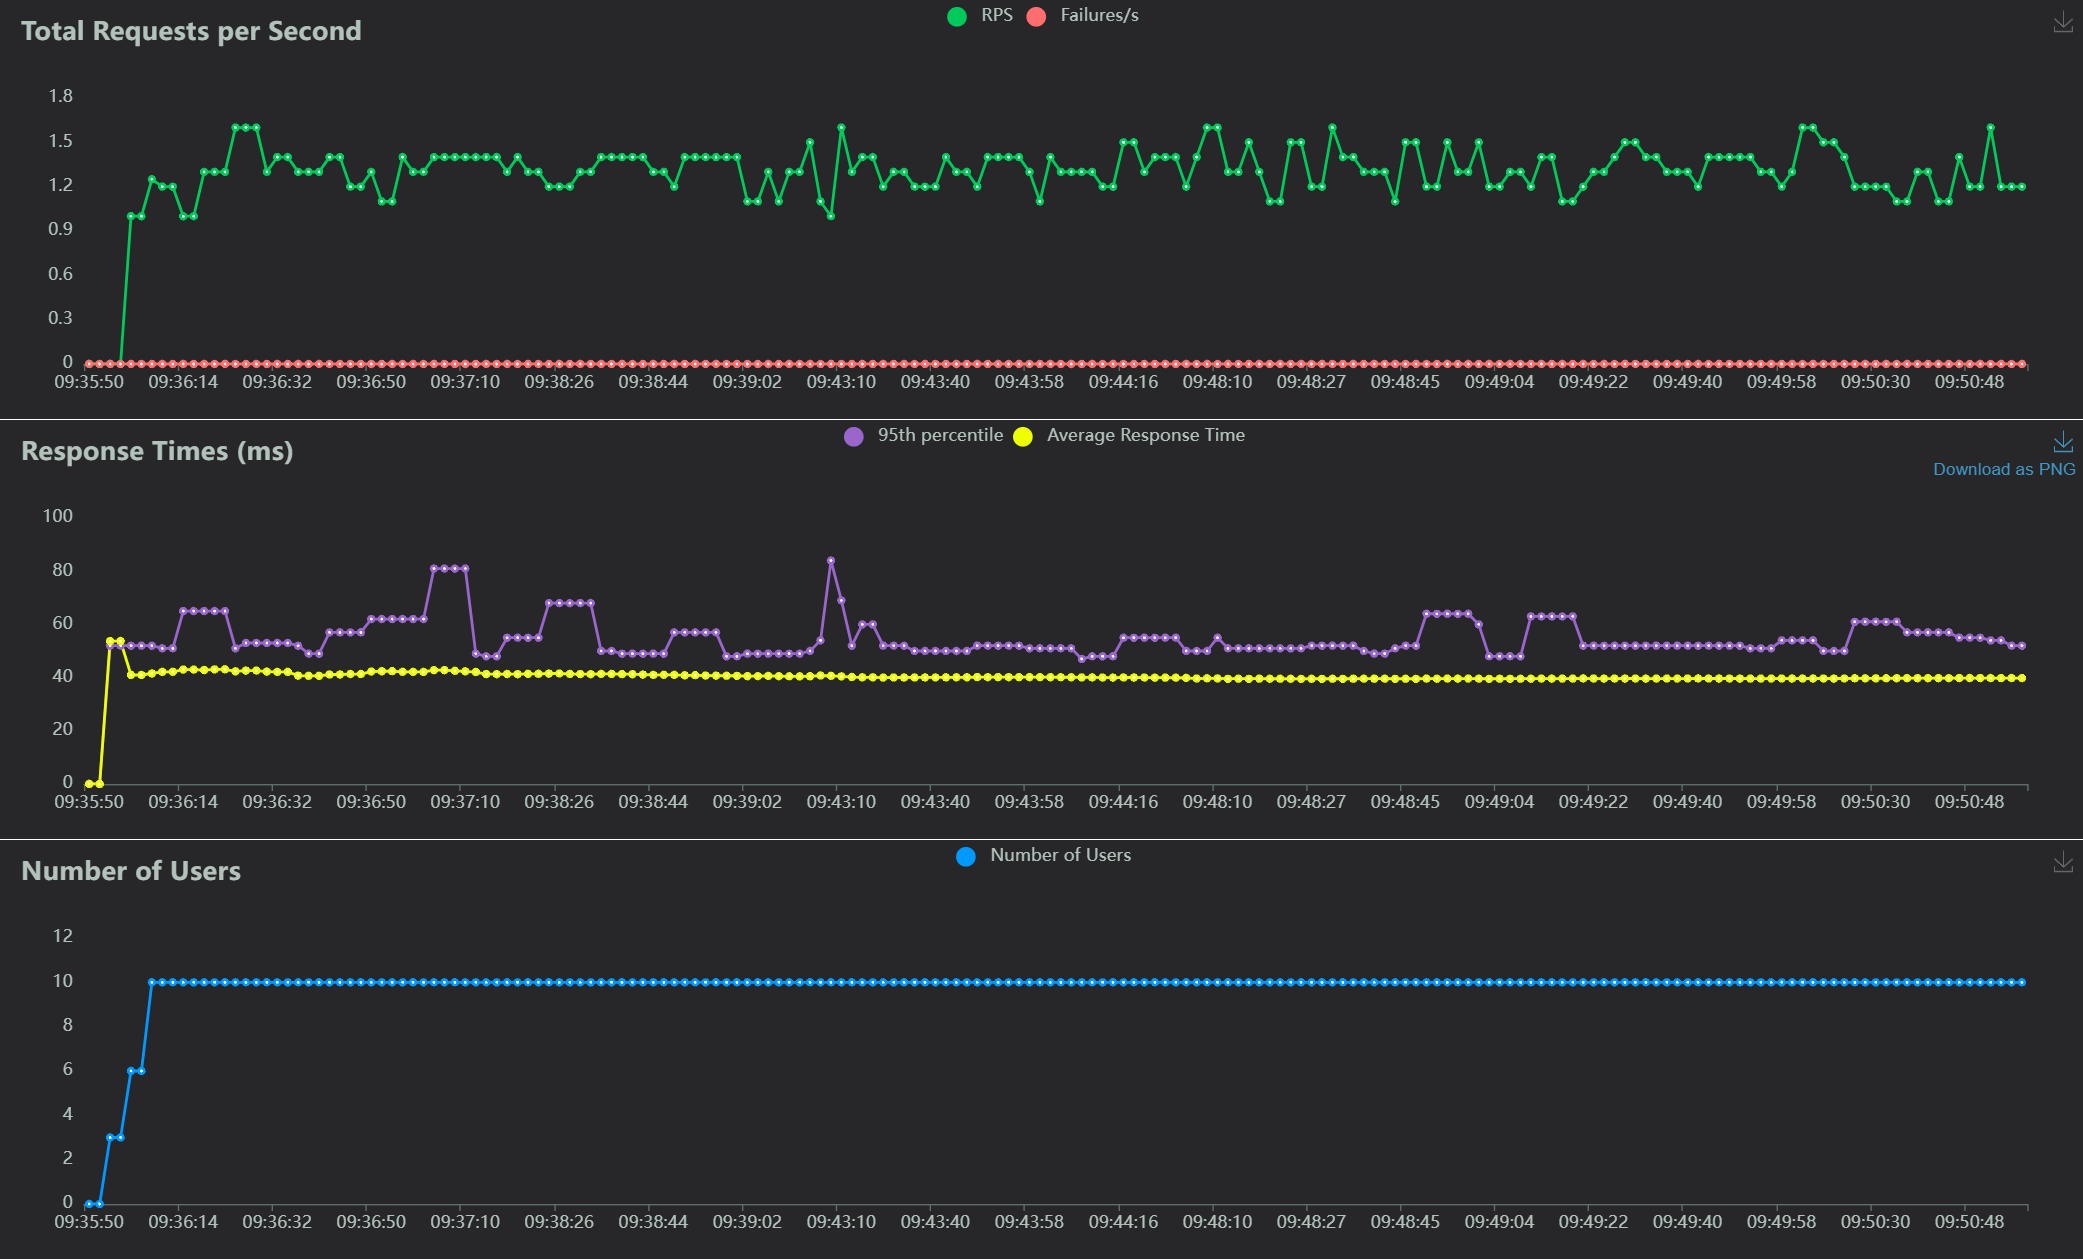 Total Requests per Second
RPS Failures/s
1.8
1.5
1.2
0.9
0.6
0.3
0
09:35:50 09:36:14 09:36:32 09:36:50 09:37:10 09:38:26 09:38:44 09:39:02 09:43:10 09:43:40 09:43:58 09:44:16 09:48:10 09:48:27 09:48:45 09:49:04 09:49:22 09:49:40 09:49:58 09:50:30 09:50:48
Response Times (ms)
95th percentile Average Response Time
Download as PNG
100
80
60
40
20
0
09:35:50 09:36:14 09:36:32 09:36:50 09:37:10 09:38:26 09:38:44 09:39:02 09:43:10 09:43:40 09:43:58 09:44:16 09:48:10 09:48:27 09:48:45 09:49:04 09:49:22 09:49:40 09:49:58 09:50:30 09:50:48
Number of Users
Number of Users
12
10
8
6
4
2
0
09:35:50 09:36:14 09:36:32 09:36:50 09:37:10 09:38:26 09:38:44 09:39:02 09:43:10 09:43:40 09:43:58 09:44:16 09:48:10 09:48:27 09:48:45 09:49:04 09:49:22 09:49:40 09:49:58 09:50:30 09:50:48